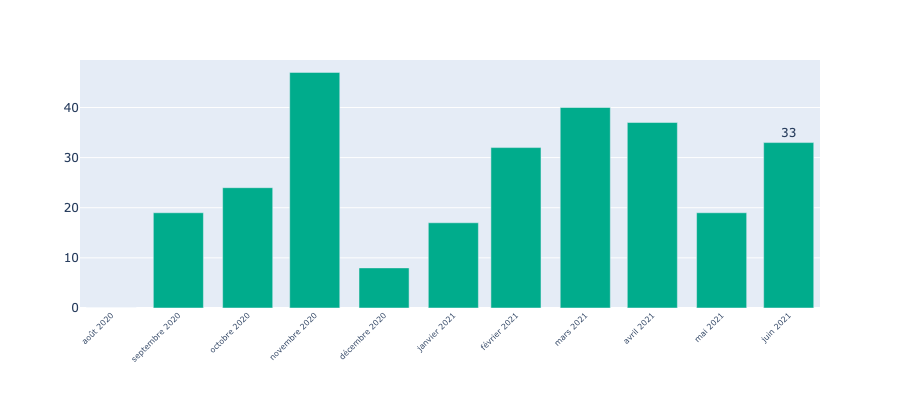 40
30
20
10
0
33
août 2020
septembre 2020
octobre 2020
novembre 2020
décembre 2020
janvier 2021
février 2021
mars 2021
avril 2021
mai 2021
juin 2021